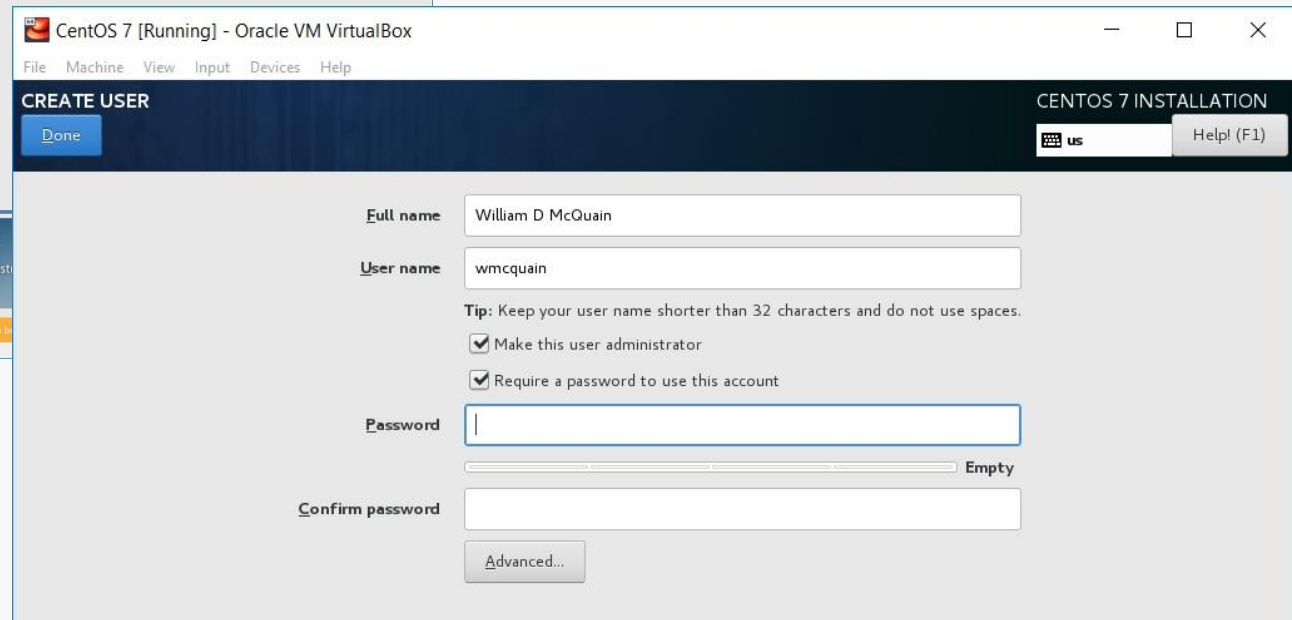 CentOS 7 [Running] - Oracle VM VirtualBox
File Machine View Input Devices Help
CREATE USER
CENTOS 7 INSTALLATION
Done
us
Help! (F1)
Full name
William D McQuain
User name
wmcquain
Tip: Keep your user name shorter than 32 characters and do not use spaces.
Make this user administrator
Require a password to use this account
Password
Empty
Confirm password
Advanced...